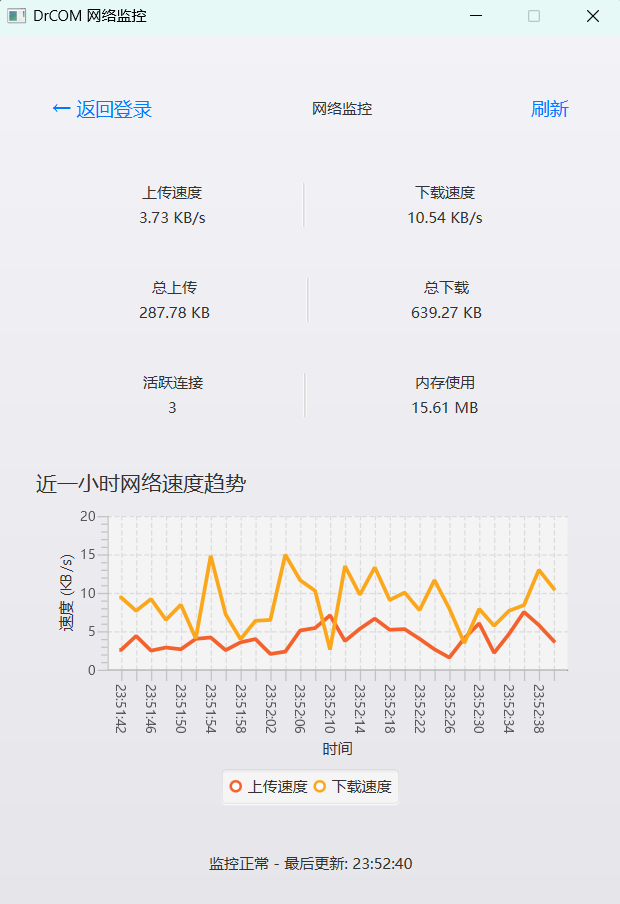 DrCOM 网络监控
← 返回登录
网络监控
刷新
上传速度
下载速度
3.73 KB/s
10.54 KB/s
总上传
总下载
287.78 KB
639.27 KB
活跃连接
内存使用
3
15.61 MB
近一小时网络速度趋势
速度 (KB/s)
20
15
10
5
0
23:51:42
23:51:46
23:51:50
23:51:54
23:51:58
23:52:02
23:52:06
23:52:10
23:52:14
23:52:18
23:52:22
23:52:26
23:52:30
23:52:34
23:52:38
时间
上传速度
下载速度
监控正常 - 最后更新: 23:52:40